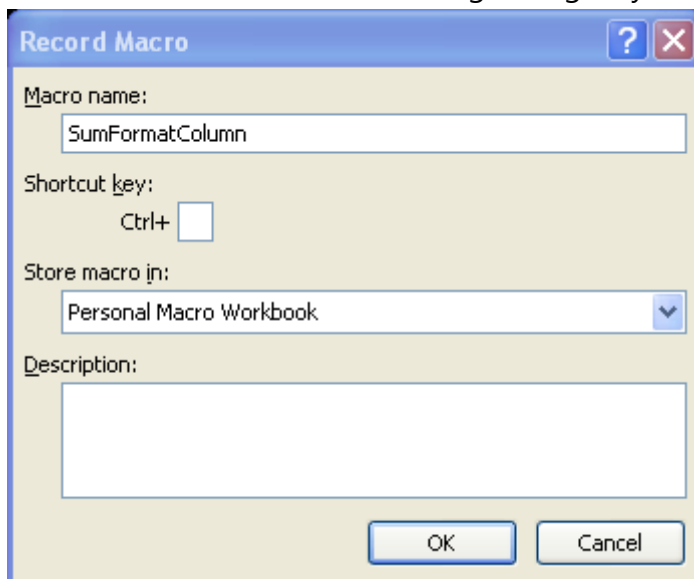 Record Macro
Macro name:
SumFormatColumn
Shortcut key:
Ctrl+
Store macro in:
Personal Macro Workbook
Description:
OK Cancel